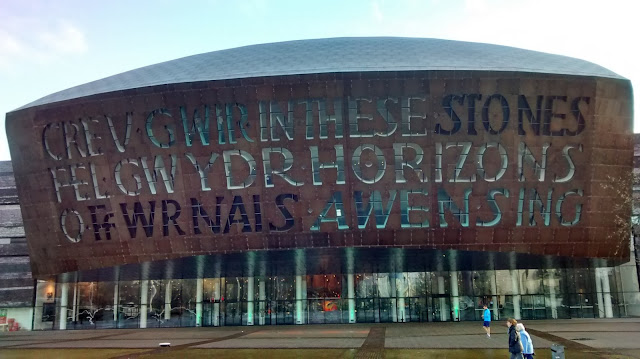 CREU GWIR IN THESE STONES
FEL GWYDR HORIZONS
O FFWRNAIS AWEN SING